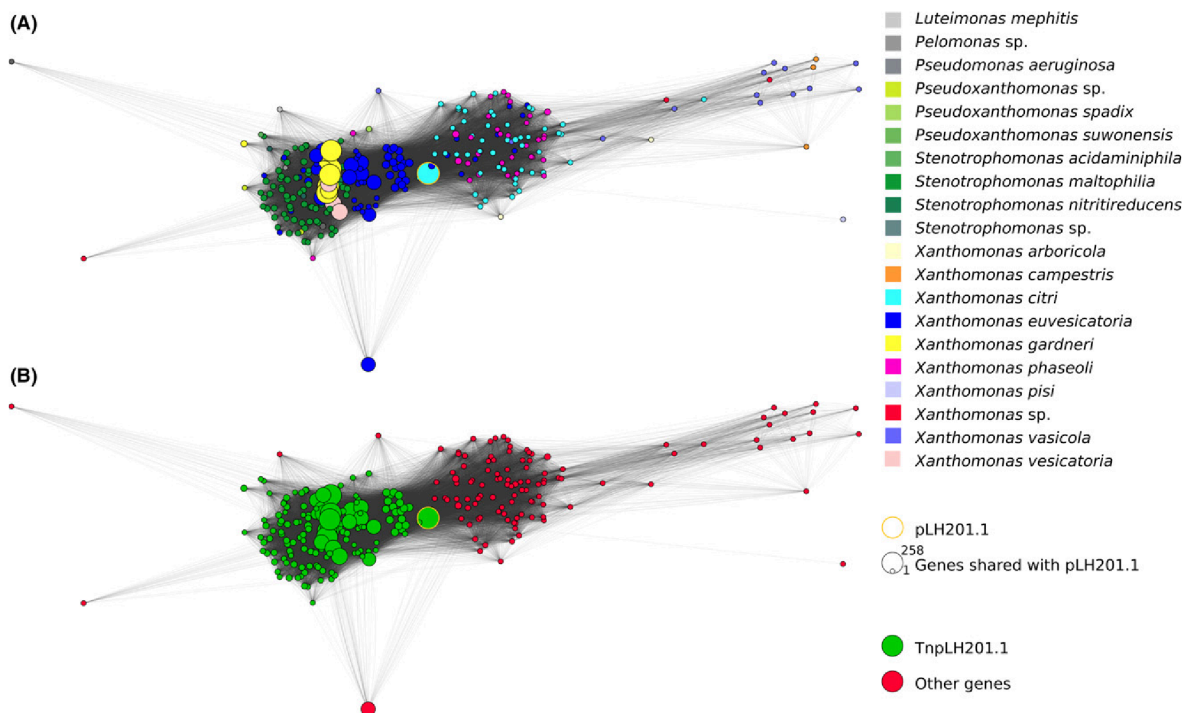 (A)
Luteimonas mephitis
Pelomonas sp.
Pseudomonas aeruginosa
Pseudoxanthomonas sp.
Pseudoxanthomonas spadix
Pseudoxanthomonas suwonensis
Stenotrophomonas acidaminiphila
Stenotrophomonas maltophilia
Stenotrophomonas nitritireducens
Stenotrophomonas sp.
Xanthomonas arboricola
Xanthomonas campestris
Xanthomonas citri
Xanthomonas euvesicatoria
Xanthomonas gardneri
Xanthomonas phaseoli
Xanthomonas pisi
Xanthomonas sp.
Xanthomonas vasicola
Xanthomonas vesicatoria
(B)
pLH201.1
258
1 Genes shared with pLH201.1
TnpLH201.1
Other genes